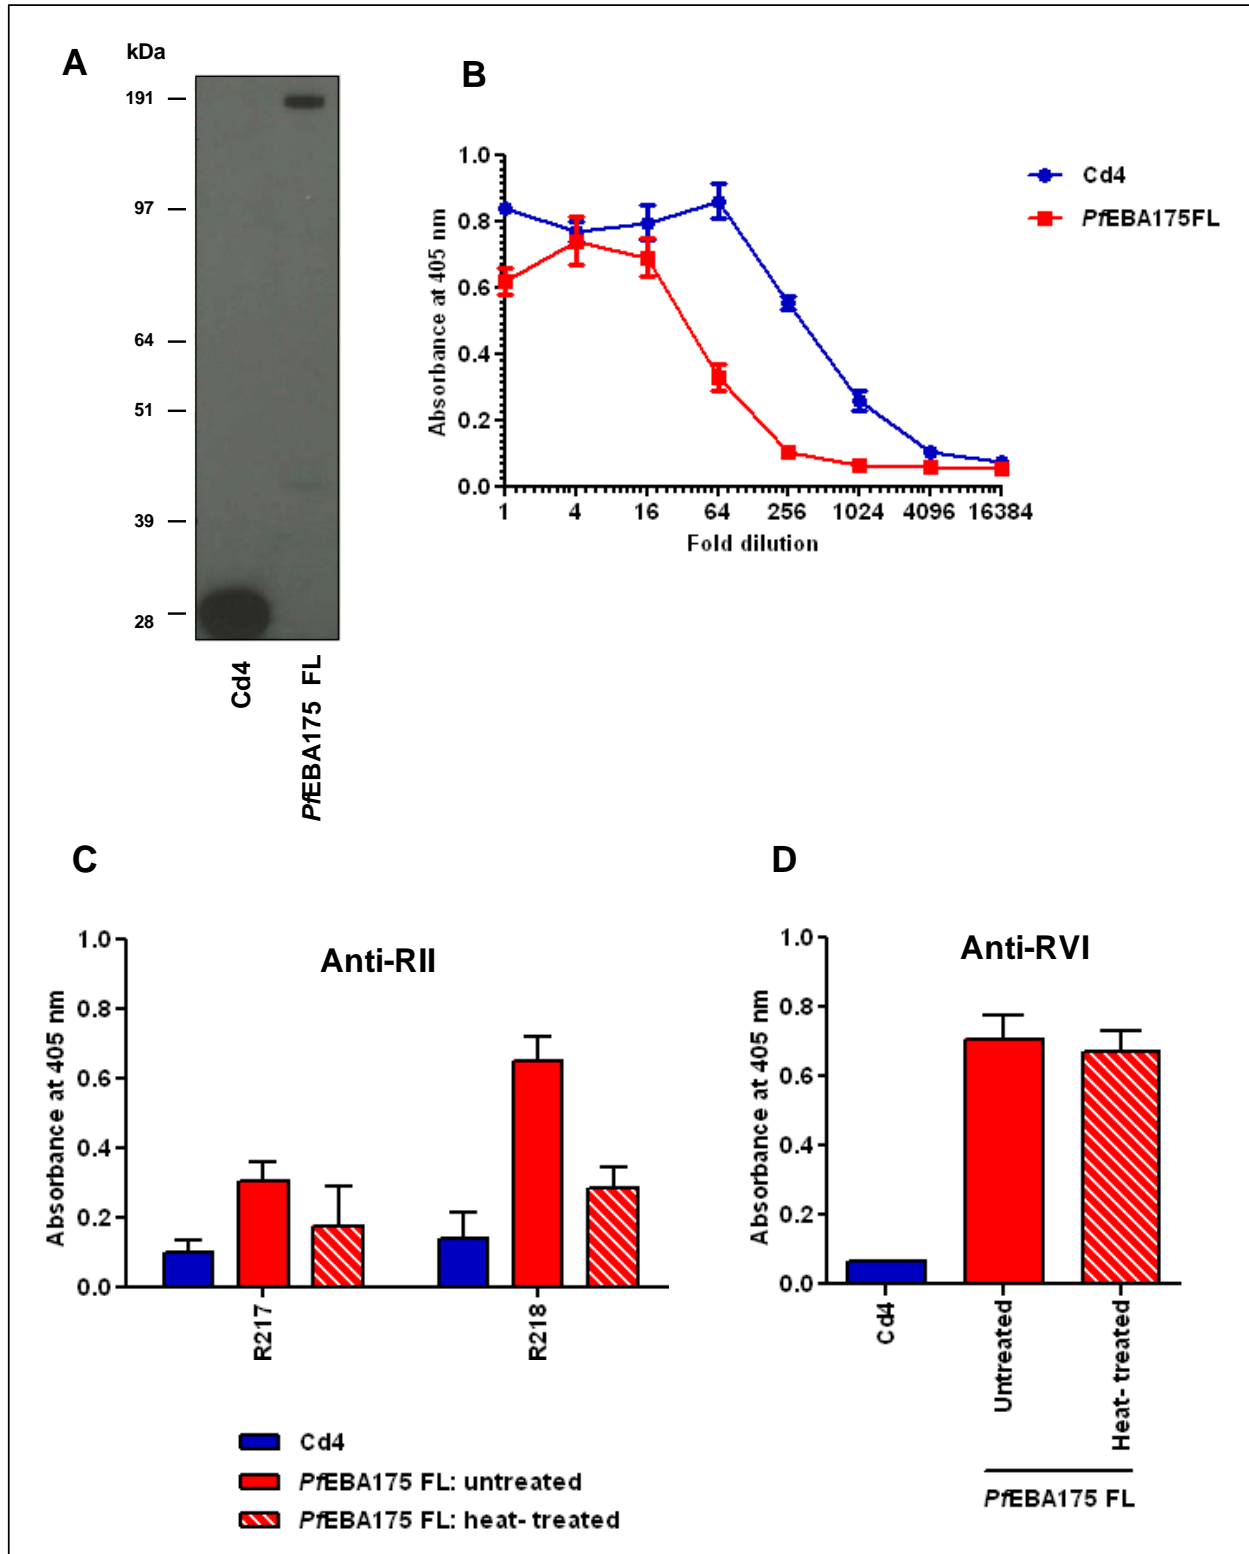 A
kDa
191
97
64
51
39
28
Cd4
PfEBA175 FL
B
1.0
0.8
0.6
0.4
0.2
0.0
Absorbance at 405 nm
1 4 16 64 256 1024 4096 16384
Fold dilution
Cd4
PfEBA175FL
C
Anti-RII
1.0
0.8
0.6
0.4
0.2
0.0
Absorbance at 405 nm
R217
R218
Cd4
PfEBA175 FL: untreated
PfEBA175 FL: heat- treated
D
Anti-RVI
1.0
0.8
0.6
0.4
0.2
0.0
Absorbance at 405 nm
Cd4
Untreated
Heat- treated
PfEBA175 FL